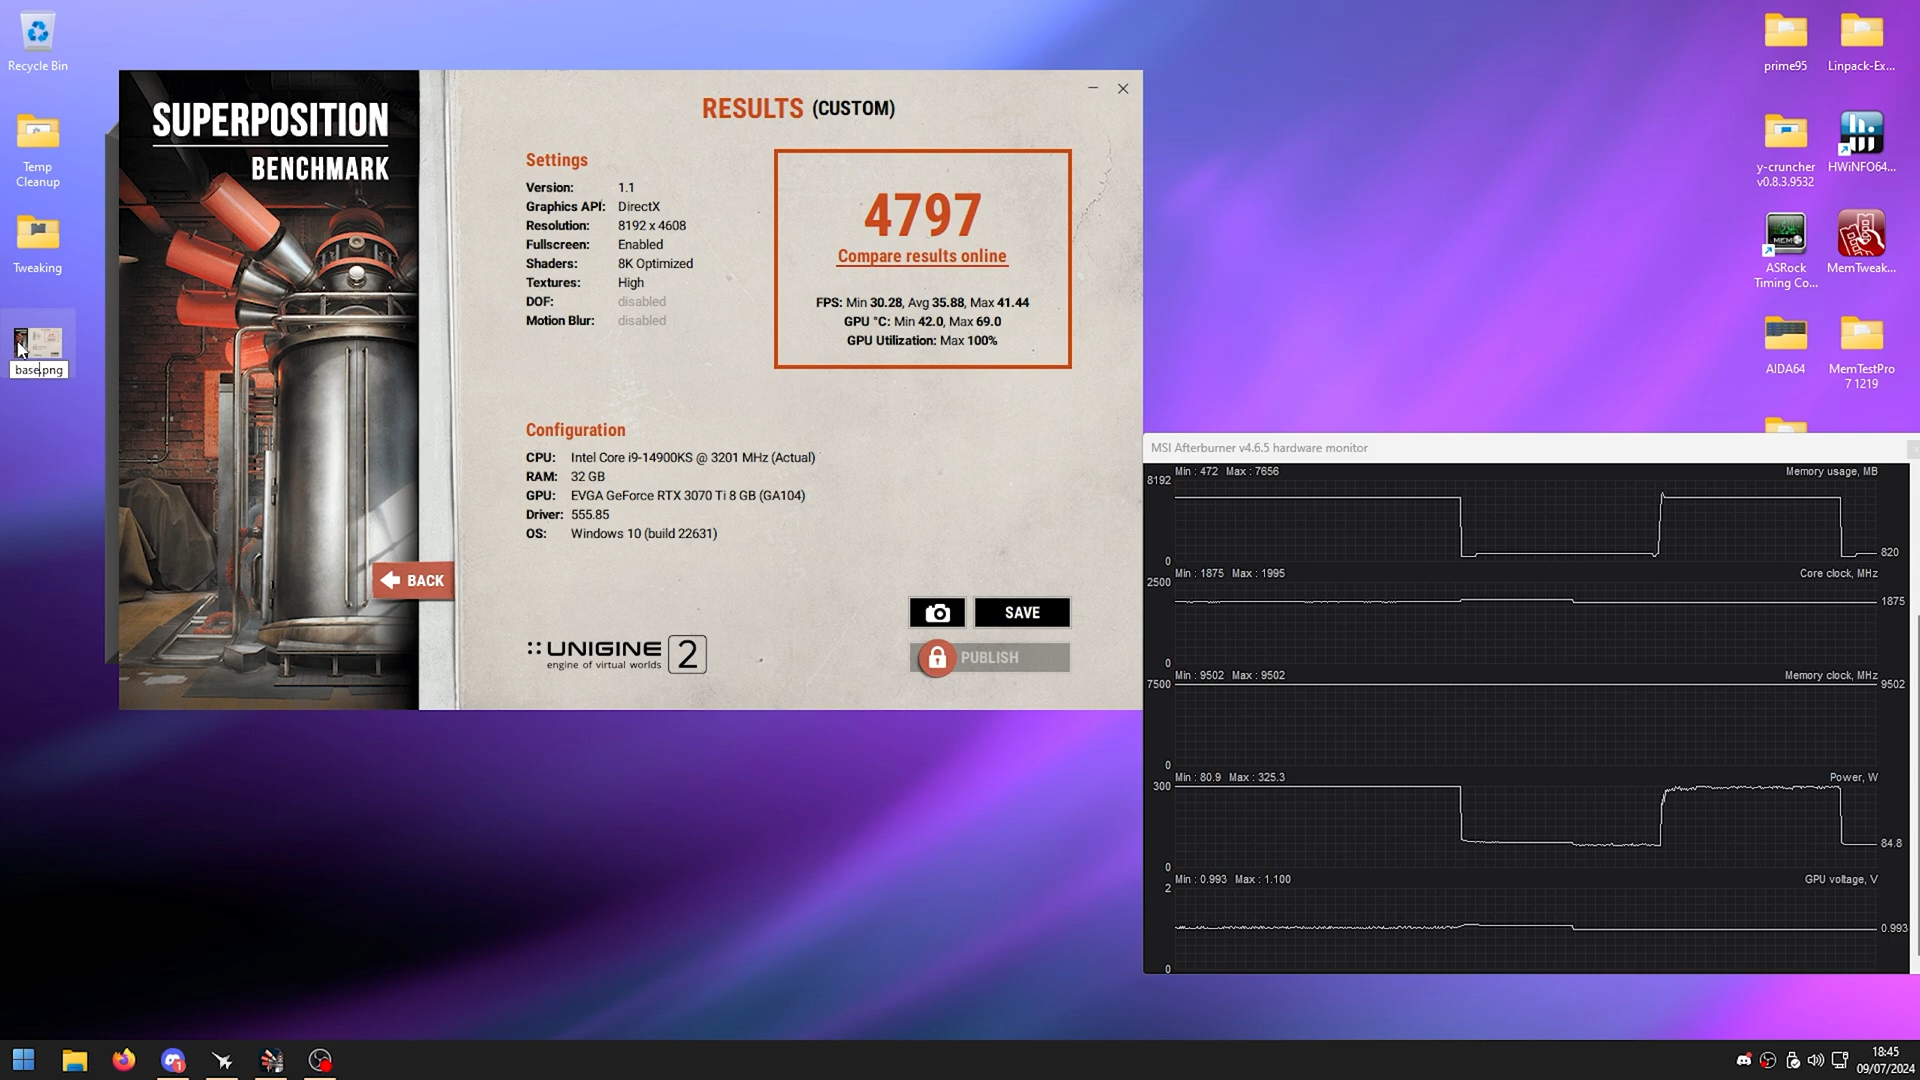 Recycle Bin
Temp
Cleanup
Tweaking
base.png
SUPERPOSITION
BENCHMARK
RESULTS (CUSTOM)
Settings
Version: 1.1
Graphics API: DirectX
Resolution: 8192 x 4608
Fullscreen: Enabled
Shaders: 8K Optimized
Textures: High
DOF: disabled
Motion Blur: disabled
4797
Compare results online
FPS: Min 30.28, Avg 35.88, Max 41.44
GPU °C: Min 42.0, Max 69.0
GPU Utilization: Max 100%
Configuration
CPU: Intel Core i9-14900KS @ 3201 MHz (Actual)
RAM: 32 GB
GPU: EVGA GeForce RTX 3070 Ti 8 GB (GA104)
Driver: 555.85
OS: Windows 10 (build 22631)
BACK
SAVE
PUBLISH
UNIGINE 2
engine of virtual worlds
prime95
Linpack-Ex...
y-cruncher
v0.8.3.9532
HWiNFO64...
ASRock
Timing Co...
MemTweak...
AIDA64
MemTestPro
7 1219
MSI Afterburner v4.6.5 hardware monitor
Min : 472 Max : 7656
Memory usage, MB
8192
820
0
Min : 1875 Max : 1995
Core clock, MHz
2500
1875
0
Min : 9502 Max : 9502
Memory clock, MHz
7500
9502
0
Min : 80.9 Max : 325.3
Power, W
300
84.8
0
Min : 0.993 Max : 1.100
GPU voltage, V
2
0.993
0
1
18:45
09/07/2024